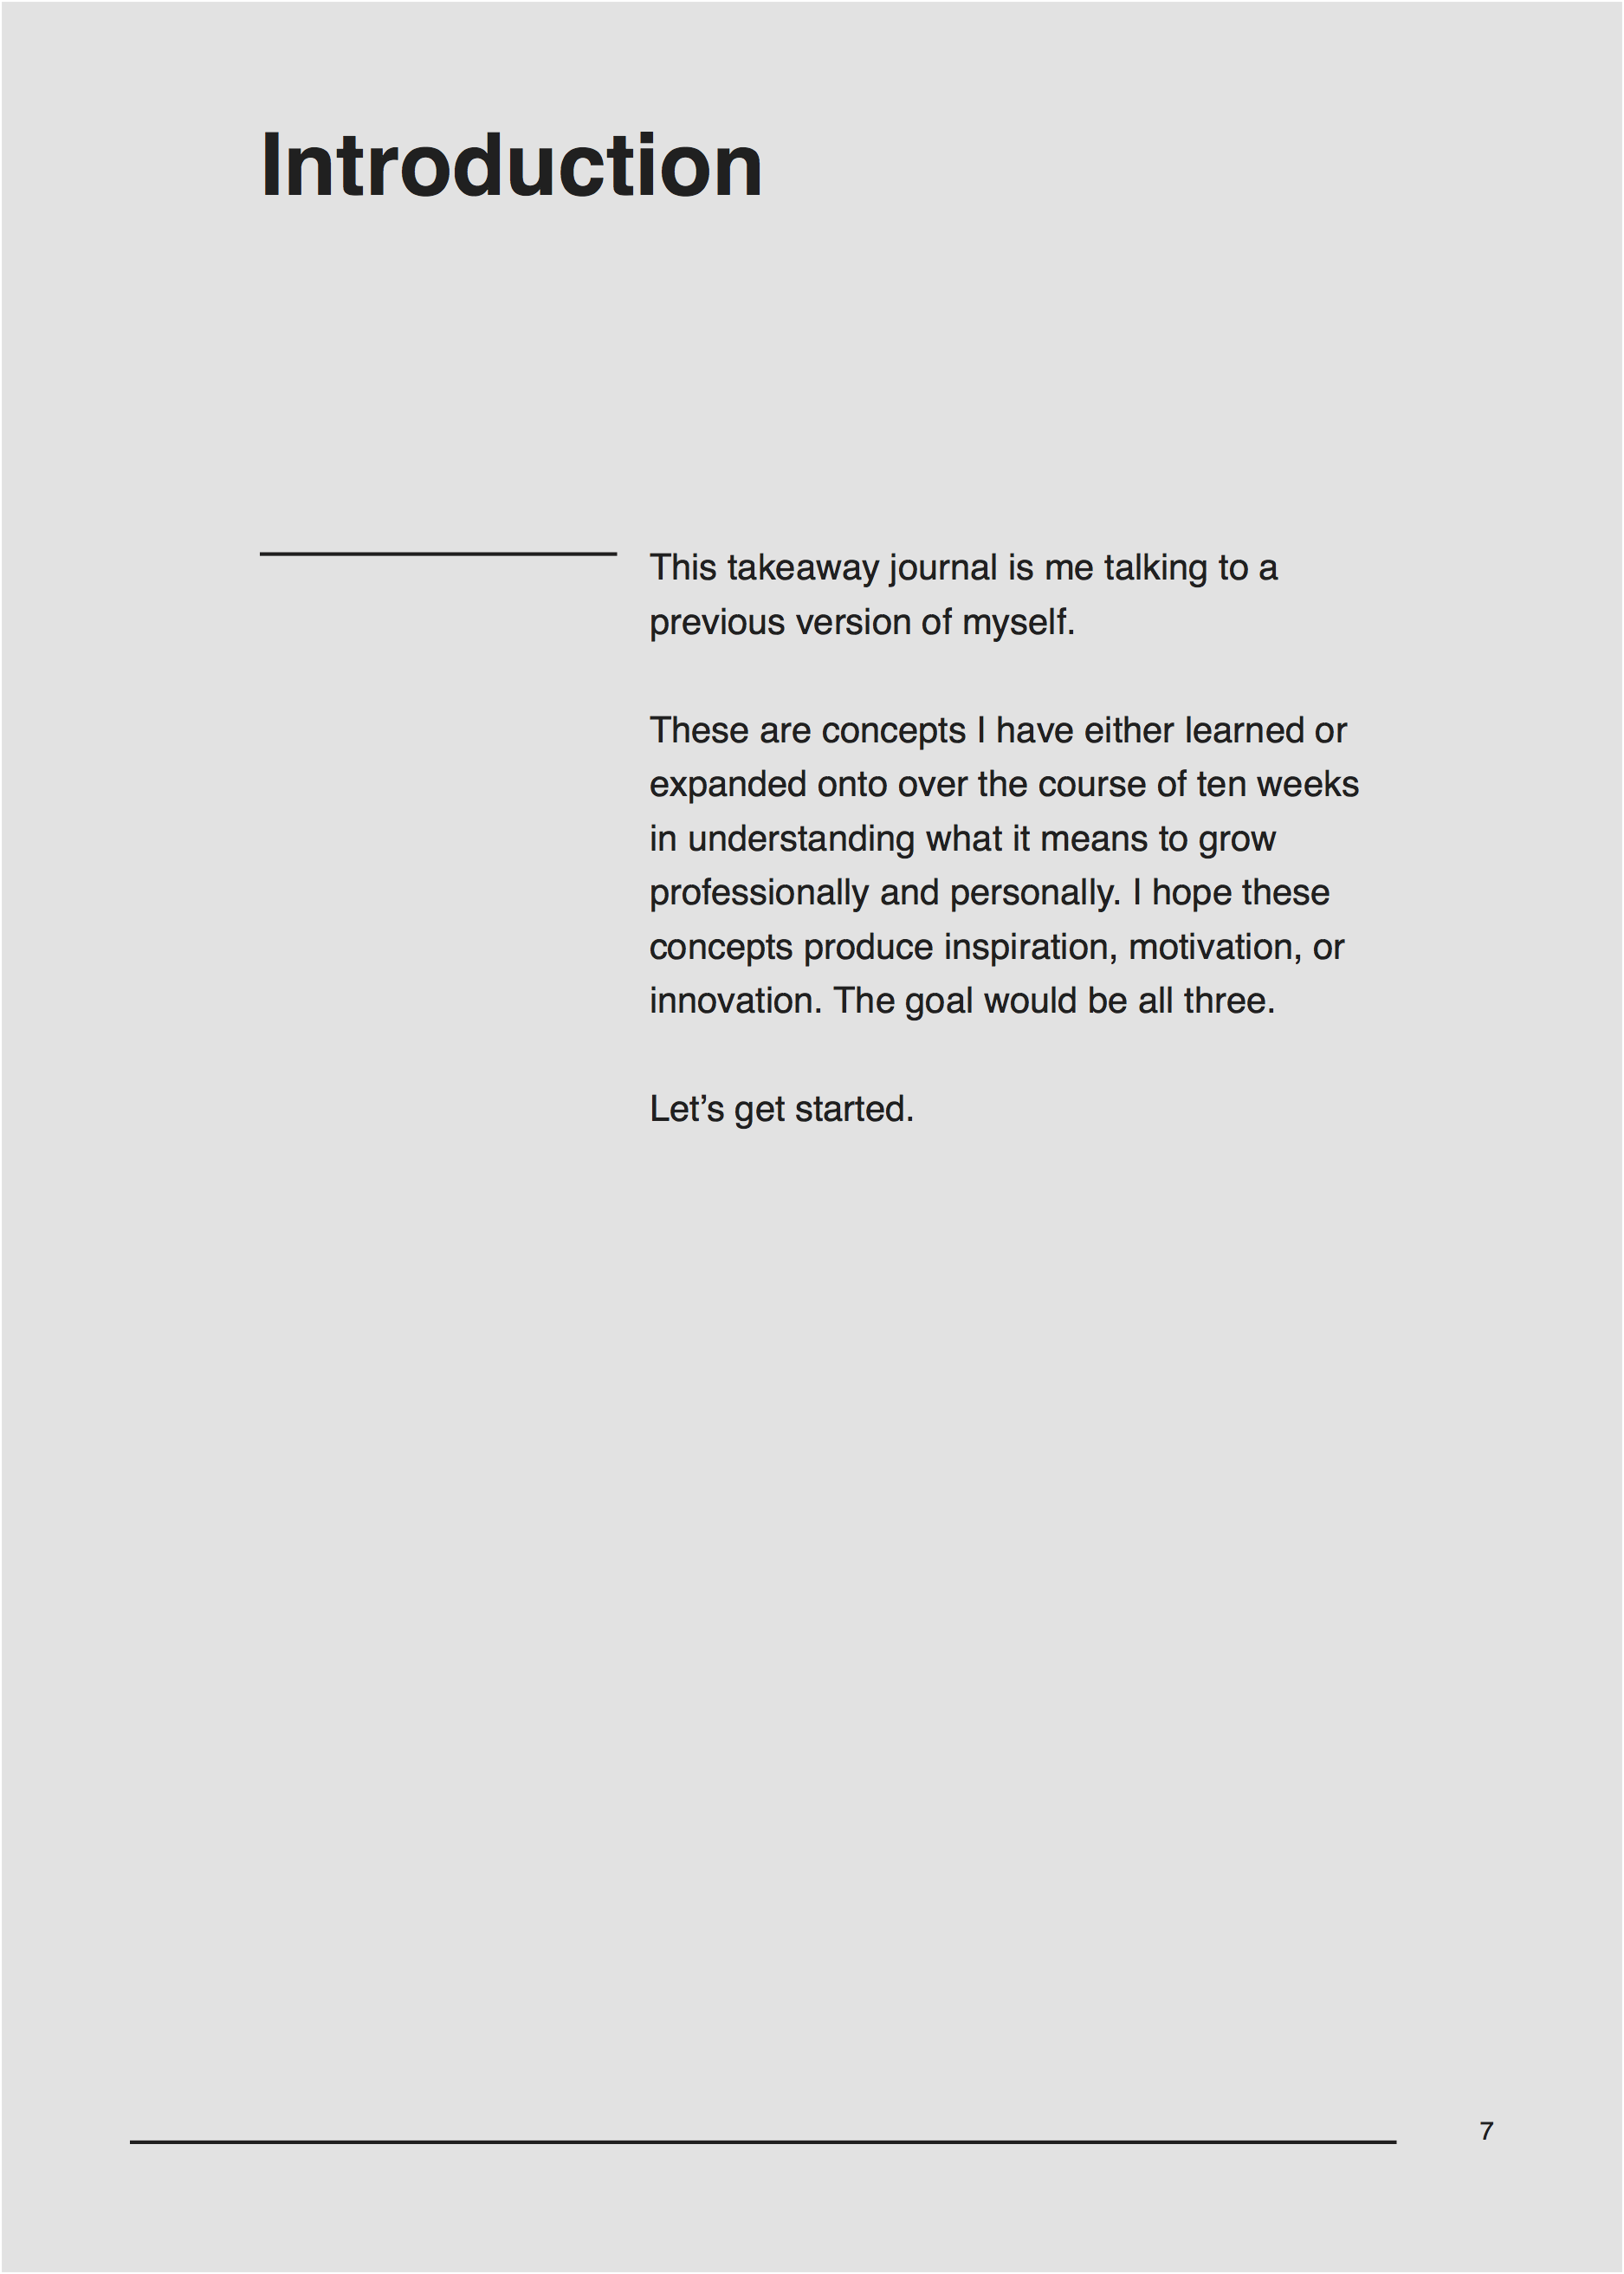 Introduction
This takeaway journal is me talking to a
previous version of myself.
These are concepts I have either learned or
expanded onto over the course of ten weeks
in understanding what it means to grow
professionally and personally. I hope these
concepts produce inspiration, motivation, or
innovation. The goal would be all three.
Let’s get started.
7